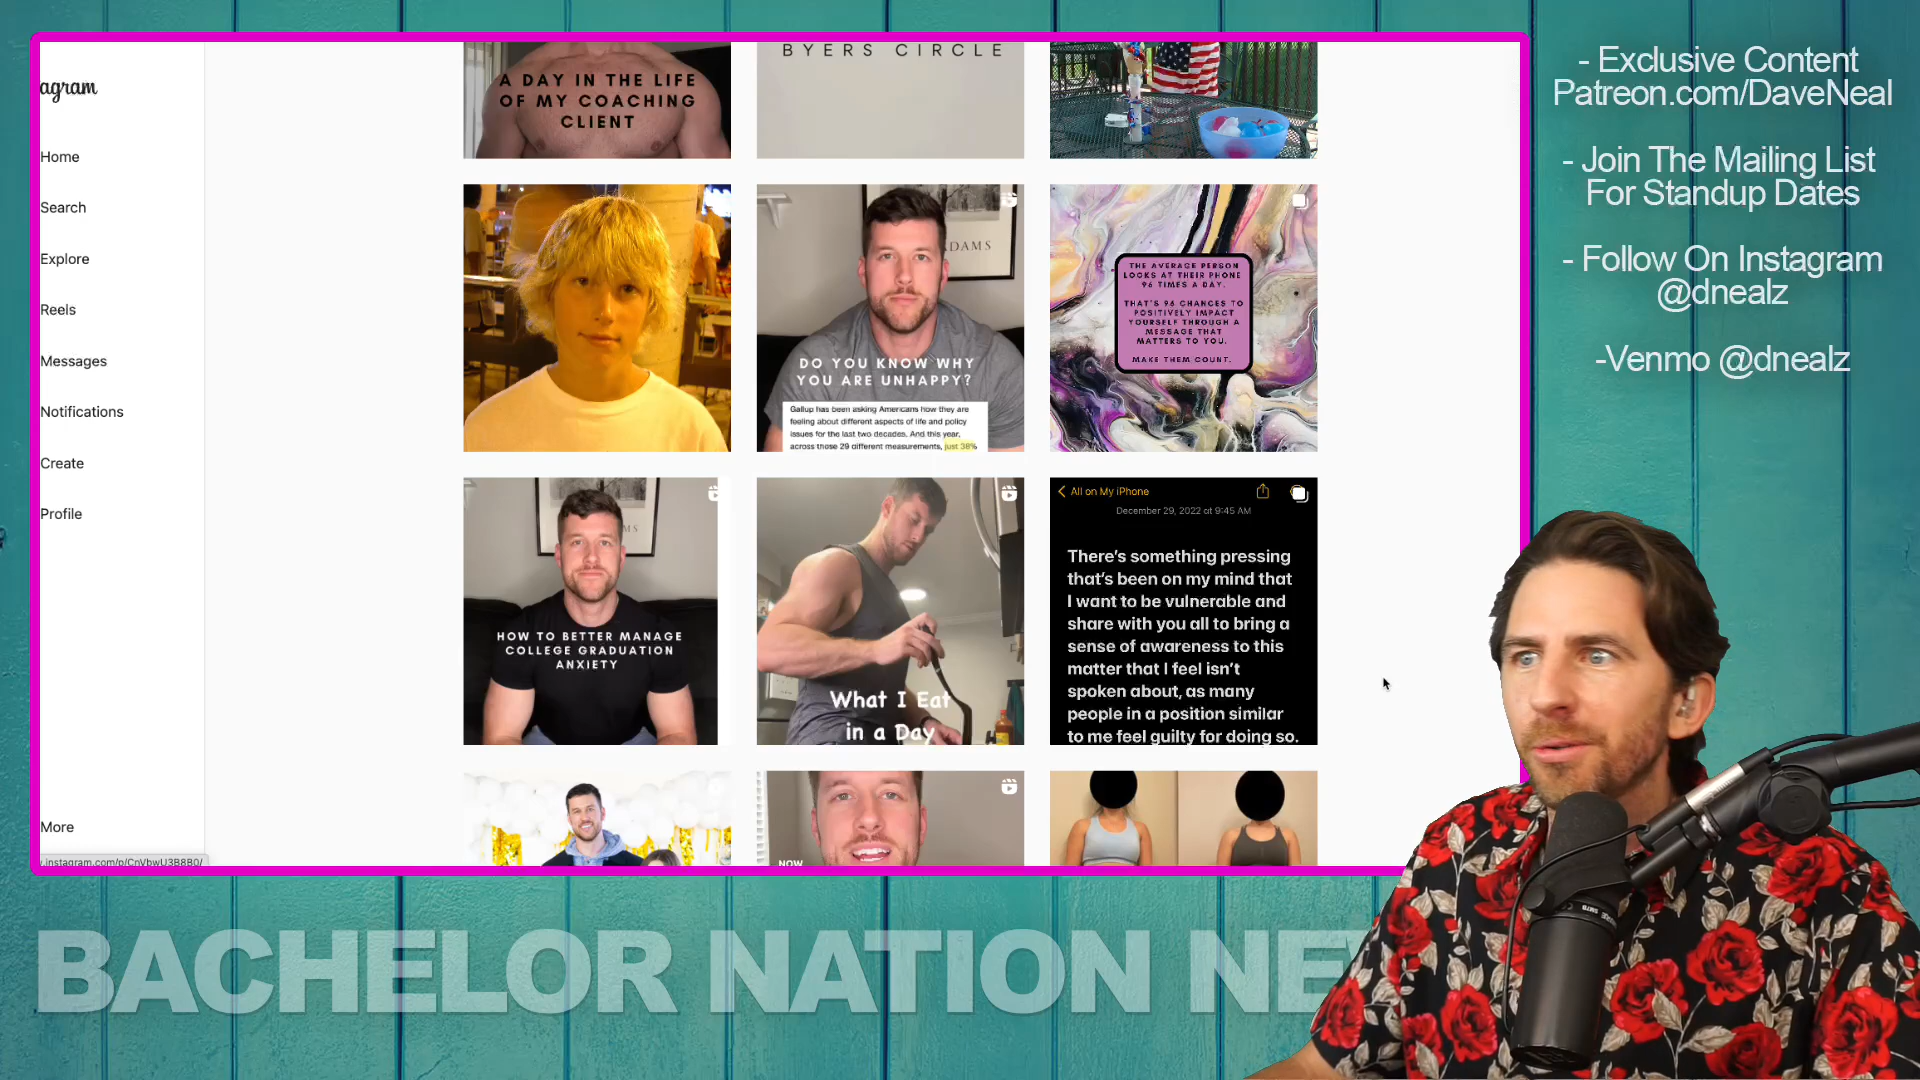 agram
Home
Search
Explore
Reels
Messages
Notifications
Create
Profile
More
A DAY IN THE LIFE
OF MY COACHING
CLIENT
BYERS CIRCLE
ADAMS
DO YOU KNOW WHY
YOU ARE UNHAPPY?
Gallup has been asking Americans how they are
feeling about different aspects of life and policy
issues for the last two decades. And this year,
across those 29 different measurements, just 38%
THE AVERAGE PERSON
LOOKS AT THEIR PHONE
96 TIMES A DAY.
THAT'S 96 CHANCES TO
POSITIVELY IMPACT
YOURSELF THROUGH A
MESSAGE THAT
MATTERS TO YOU.
MAKE THEM COUNT.
HOW TO BETTER MANAGE
COLLEGE GRADUATION
ANXIETY
What I Eat
in a Day
All on My iPhone
December 29, 2022 at 9:45 AM
There's something pressing
that's been on my mind that
I want to be vulnerable and
share with you all to bring a
sense of awareness to this
matter that I feel isn't
spoken about, as many
people in a position similar
to me feel guilty for doing so.
NOW
.instagram.com/p/CnVbwU3B8B0/
- Exclusive Content
Patreon.com/DaveNeal
- Join The Mailing List
For Standup Dates
- Follow On Instagram
@dnealz
-Venmo @dnealz
BACHELOR NATION NE